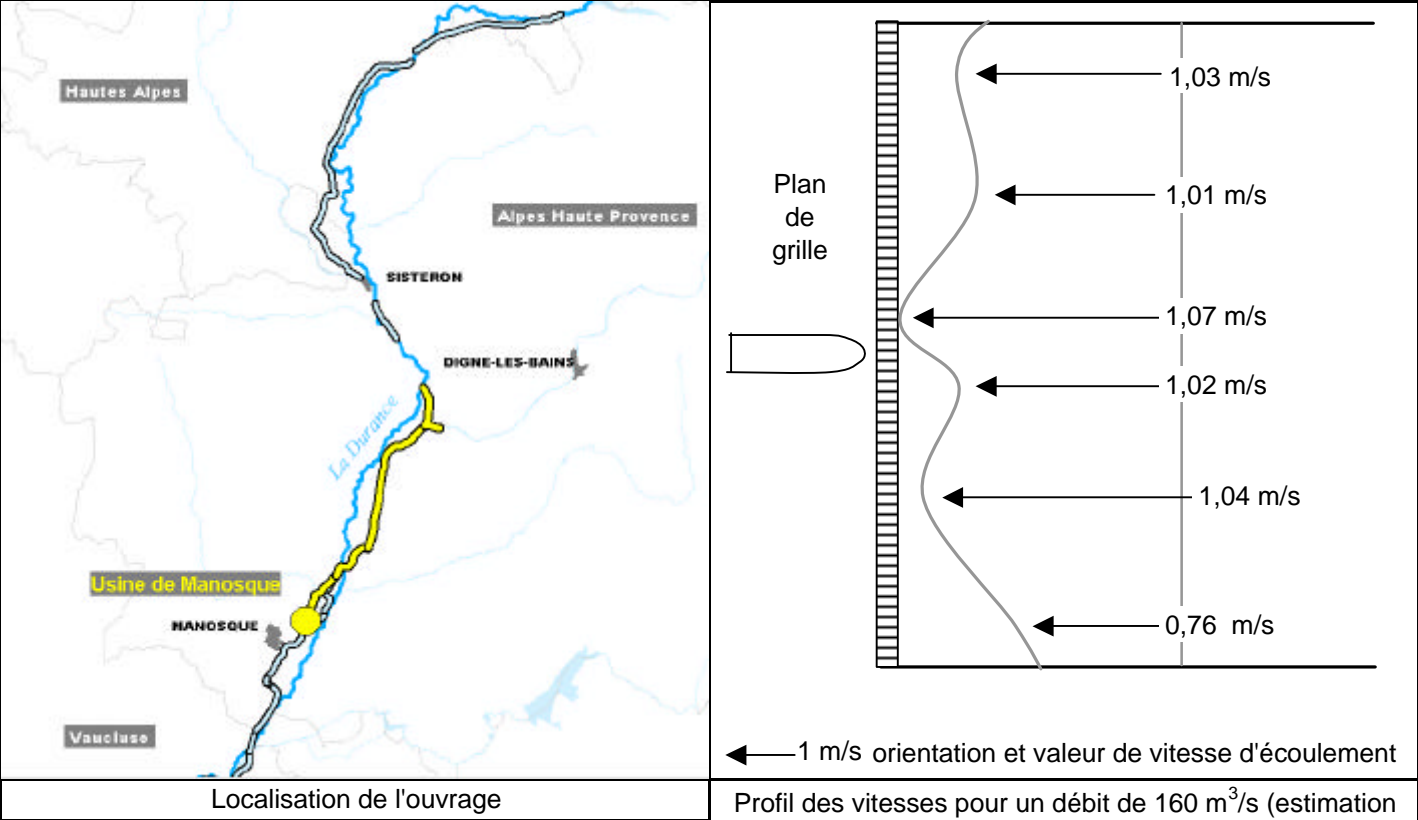 Hautes Alpes
Alpes Haute Provence
SISTERON
DIGNE-LES-BAINS
La Durance
Usine de Manosque
MANOSQUE
Vaucluse
Localisation de l'ouvrage
Plan
de
grille
1,03 m/s
1,01 m/s
1,07 m/s
1,02 m/s
1,04 m/s
0,76 m/s
1 m/s orientation et valeur de vitesse d'écoulement
Profil des vitesses pour un débit de 160 m³/s (estimation